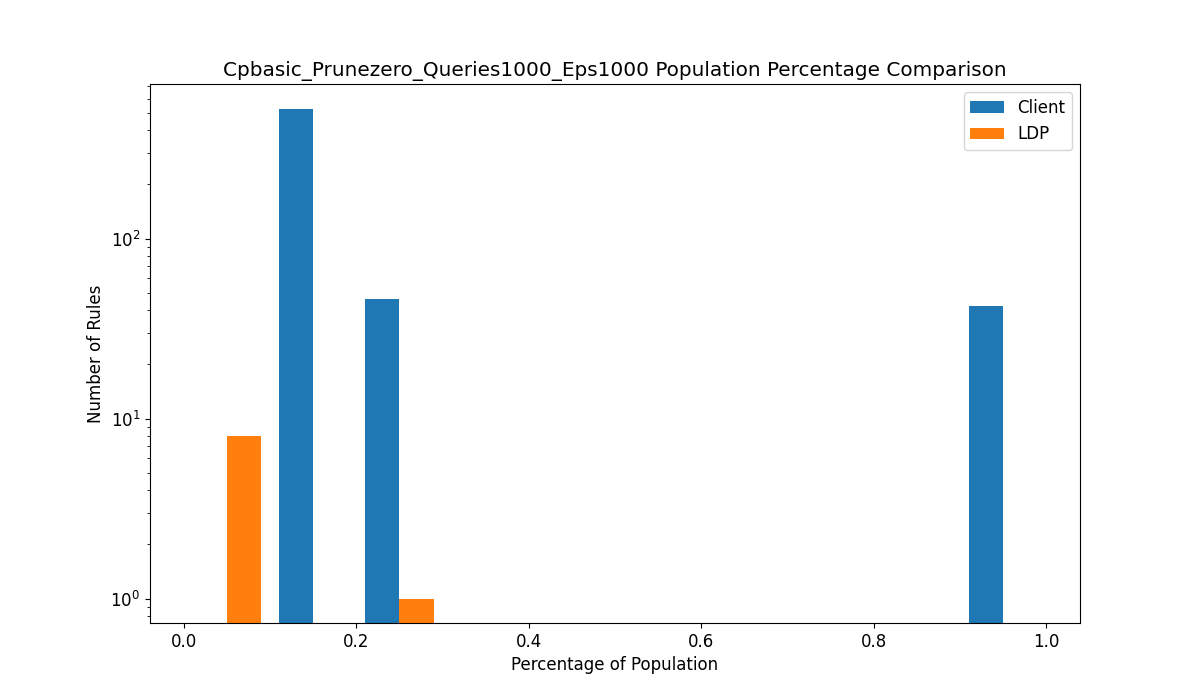 Cpbasic_Prunezero_Queries1000_Eps1000 Population Percentage Comparison
Client
LDP
10²
10¹
10⁰
Number of Rules
0.0 0.2 0.4 0.6 0.8 1.0
Percentage of Population